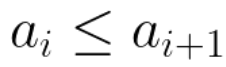 a_i ≤ a_{i+1}